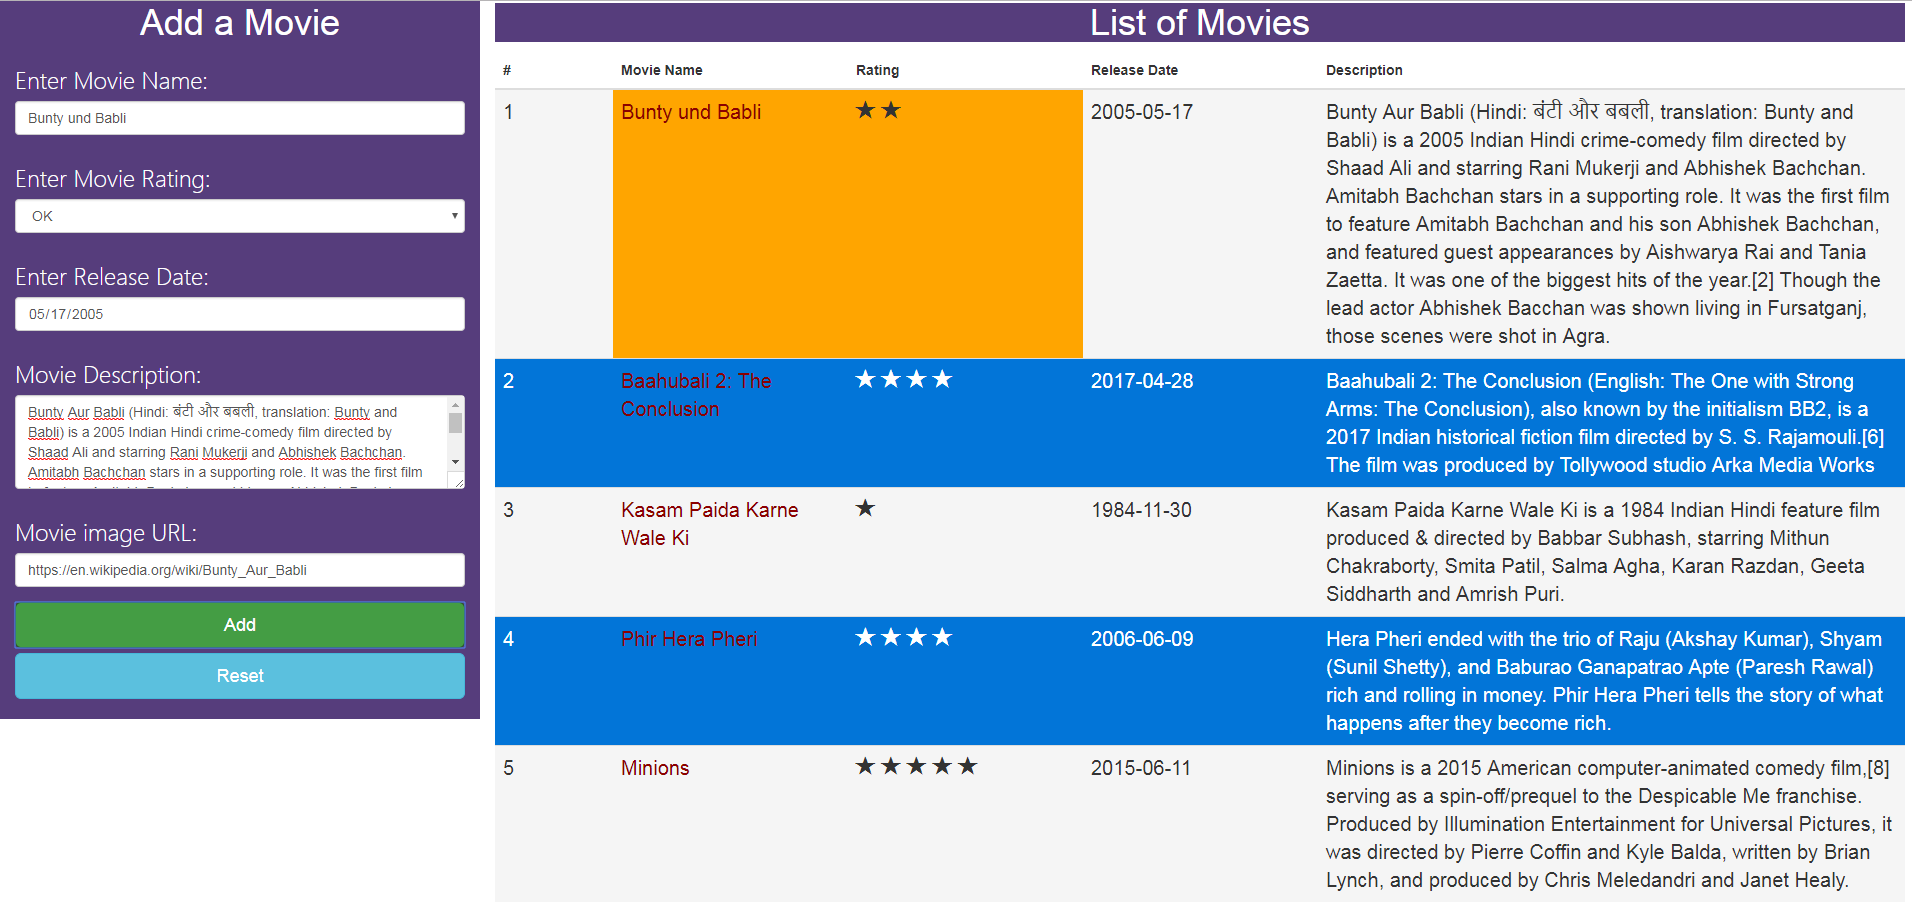 Add a Movie
Enter Movie Name:
Bunty und Babli
Enter Movie Rating:
OK
Enter Release Date:
05/17/2005
Movie Description:
Bunty Aur Babli (Hindi: बंटी और बबली, translation: Bunty and
Babli) is a 2005 Indian Hindi crime-comedy film directed by
Shaad Ali and starring Rani Mukerji and Abhishek Bachchan.
Amitabh Bachchan stars in a supporting role. It was the first film
Movie image URL:
https://en.wikipedia.org/wiki/Bunty_Aur_Babli
Add
Reset
List of Movies
# Movie Name Rating Release Date Description
1 Bunty und Babli ★★ 2005-05-17 Bunty Aur Babli (Hindi: बंटी और बबली, translation: Bunty and
Babli) is a 2005 Indian Hindi crime-comedy film directed by
Shaad Ali and starring Rani Mukerji and Abhishek Bachchan.
Amitabh Bachchan stars in a supporting role. It was the first film
to feature Amitabh Bachchan and his son Abhishek Bachchan,
and featured guest appearances by Aishwarya Rai and Tania
Zaetta. It was one of the biggest hits of the year.[2] Though the
lead actor Abhishek Bacchan was shown living in Fursatganj,
those scenes were shot in Agra.
2 Baahubali 2: The ★★★★ 2017-04-28 Baahubali 2: The Conclusion (English: The One with Strong
Conclusion Arms: The Conclusion), also known by the initialism BB2, is a
2017 Indian historical fiction film directed by S. S. Rajamouli.[6]
The film was produced by Tollywood studio Arka Media Works
3 Kasam Paida Karne ★ 1984-11-30 Kasam Paida Karne Wale Ki is a 1984 Indian Hindi feature film
Wale Ki produced & directed by Babbar Subhash, starring Mithun
Chakraborty, Smita Patil, Salma Agha, Karan Razdan, Geeta
Siddharth and Amrish Puri.
4 Phir Hera Pheri ★★★★ 2006-06-09 Hera Pheri ended with the trio of Raju (Akshay Kumar), Shyam
(Sunil Shetty), and Baburao Ganapatrao Apte (Paresh Rawal)
rich and rolling in money. Phir Hera Pheri tells the story of what
happens after they become rich.
5 Minions ★★★★★ 2015-06-11 Minions is a 2015 American computer-animated comedy film,[8]
serving as a spin-off/prequel to the Despicable Me franchise.
Produced by Illumination Entertainment for Universal Pictures, it
was directed by Pierre Coffin and Kyle Balda, written by Brian
Lynch, and produced by Chris Meledandri and Janet Healy.